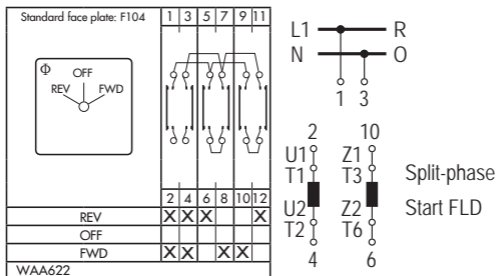 Standard face plate: F104
1 3 5 7 9 11
Φ
OFF
REV FWD
2 4 6 8 10 12
REV X X X X
OFF
FWD X X X X
WAA622
L1 R
N O
1 3
2 10
U1 Z1
T1 T3
Split-phase
U2 Z2
Start FLD
T2 T6
4 6